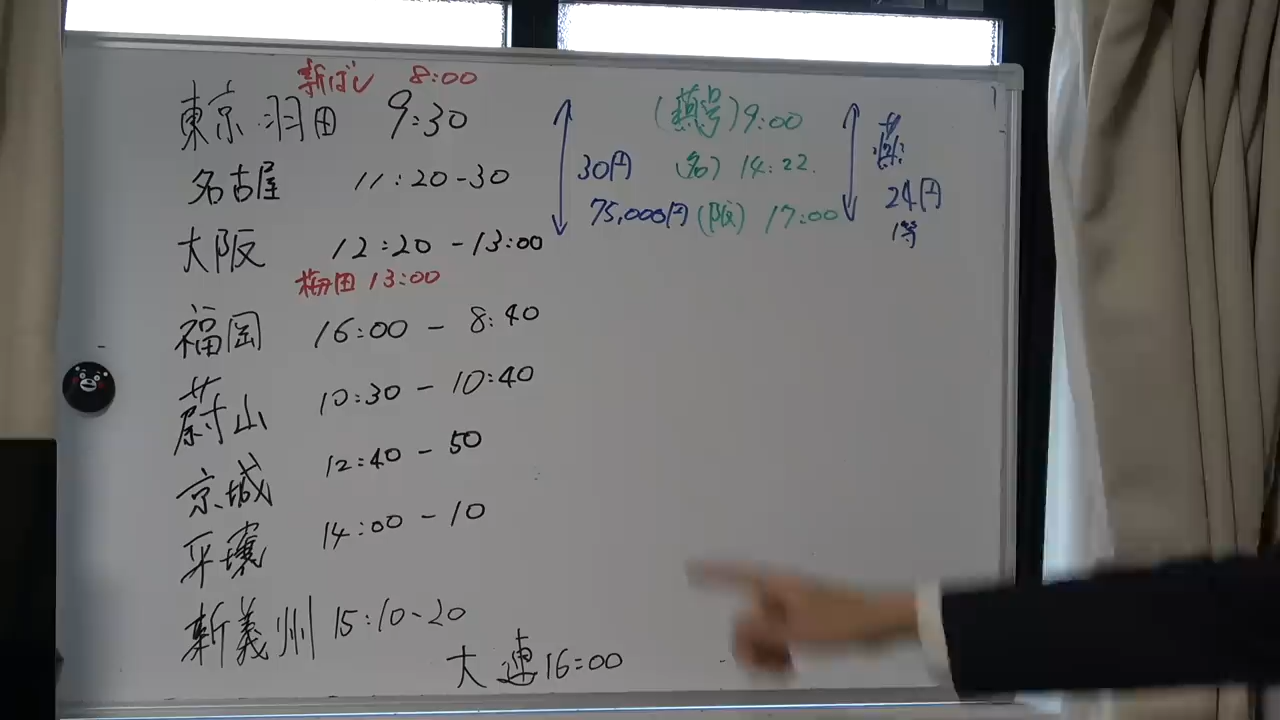 新ばし 8:00
東京 羽田 9:30
名古屋 11:20-30
大阪 12:20-13:00
梅田 13:00
福岡 16:00-8:40
蔚山 10:30-10:40
京城 12:40-50
平壌 14:00-10
新義州 15:10-20
大連 16:00
30円
75,000円
(燕号) 9:00
(名) 14:22.
(阪) 17:00
燕
24円
1等